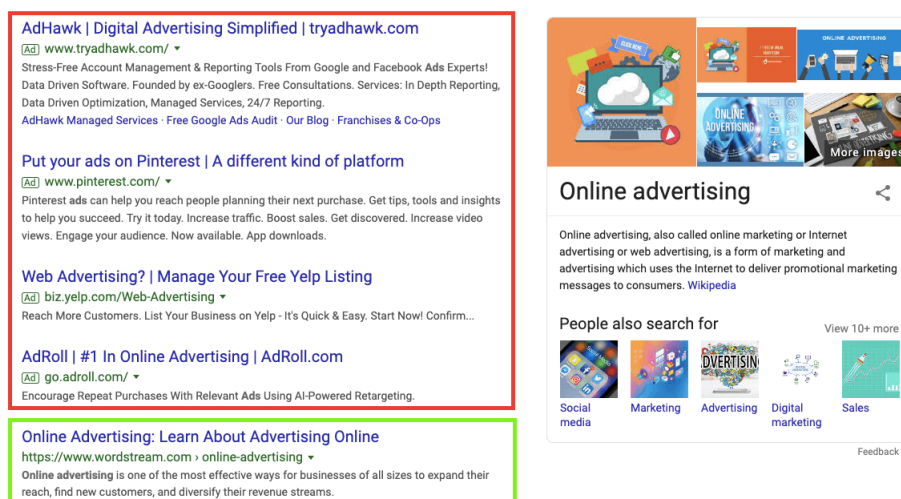 AdHawk | Digital Advertising Simplified | tryadhawk.com
Ad www.tryadhawk.com/
Stress-Free Account Management & Reporting Tools From Google and Facebook Ads Experts!
Data Driven Software. Founded by ex-Googlers. Free Consultations. Services: In Depth Reporting,
Data Driven Optimization, Managed Services, 24/7 Reporting.
AdHawk Managed Services · Free Google Ads Audit · Our Blog · Franchises & Co-Ops
Put your ads on Pinterest | A different kind of platform
Ad www.pinterest.com/
Pinterest ads can help you reach people planning their next purchase. Get tips, tools and insights
to help you succeed. Try it today. Increase traffic. Boost sales. Get discovered. Increase video
views. Engage your audience. Now available. App downloads.
Web Advertising? | Manage Your Free Yelp Listing
Ad biz.yelp.com/Web-Advertising
Reach More Customers. List Your Business on Yelp - It's Quick & Easy. Start Now! Confirm...
AdRoll | #1 In Online Advertising | AdRoll.com
Ad go.adroll.com/
Encourage Repeat Purchases With Relevant Ads Using AI-Powered Retargeting.
Online Advertising: Learn About Advertising Online
https://www.wordstream.com › online-advertising
Online advertising is one of the most effective ways for businesses of all sizes to expand their
reach, find new customers, and diversify their revenue streams.
CLICK NOW
ONLINE ADVERTISING
ONLINE
ADVERTISING
More images
Online advertising
Online advertising, also called online marketing or Internet
advertising or web advertising, is a form of marketing and
advertising which uses the Internet to deliver promotional marketing
messages to consumers. Wikipedia
People also search for
View 10+ more
DVERTISIN
Social
media
Marketing
Advertising
Digital
marketing
Sales
Feedback